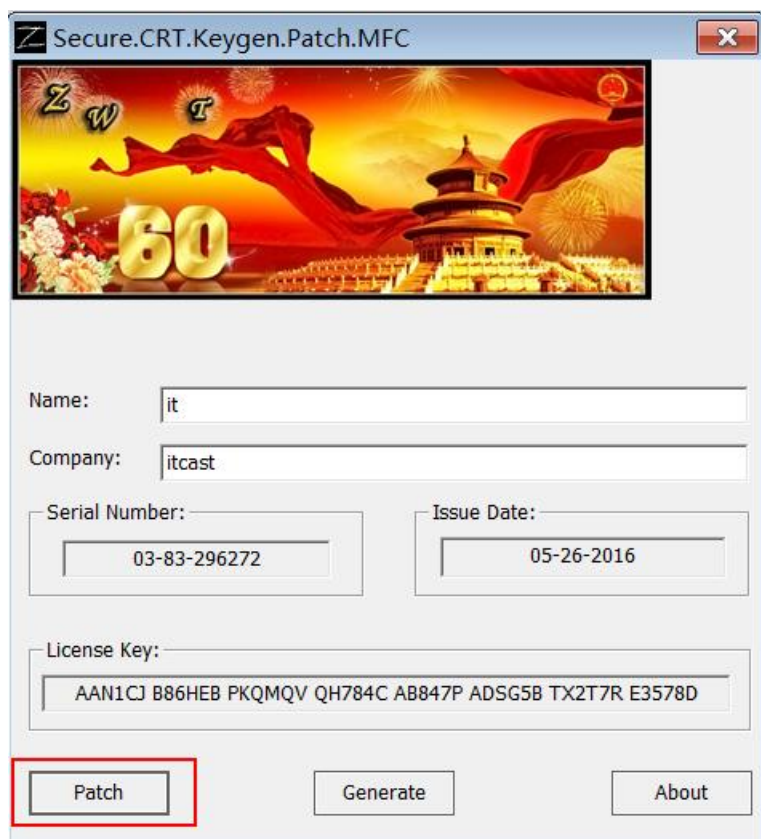 Secure.CRT.Keygen.Patch.MFC
Z W T
60
Name:
it
Company:
itcast
Serial Number:
03-83-296272
Issue Date:
05-26-2016
License Key:
AAN1CJ B86HEB PKQMQV QH784C AB847P ADSG5B TX2T7R E3578D
Patch
Generate
About